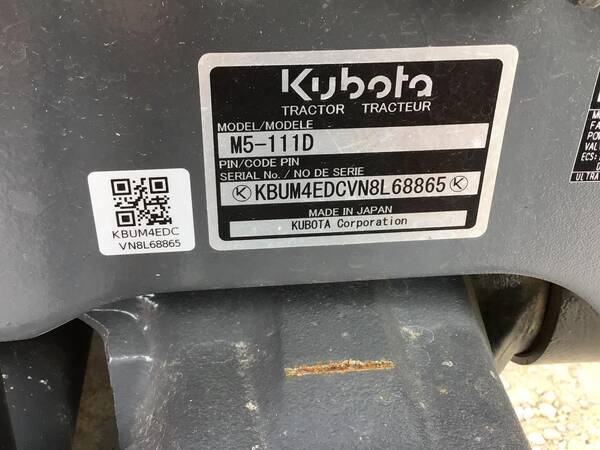 Kubota
TRACTOR TRACTEUR
MODEL/MODELE
M5-111D
PIN/CODE PIN
SERIAL No./NO DE SERIE
KBUM4EDCVN8L68865
MADE IN JAPAN
KUBOTA Corporation
KBUM4EDC
VN8L68865
ULTRA